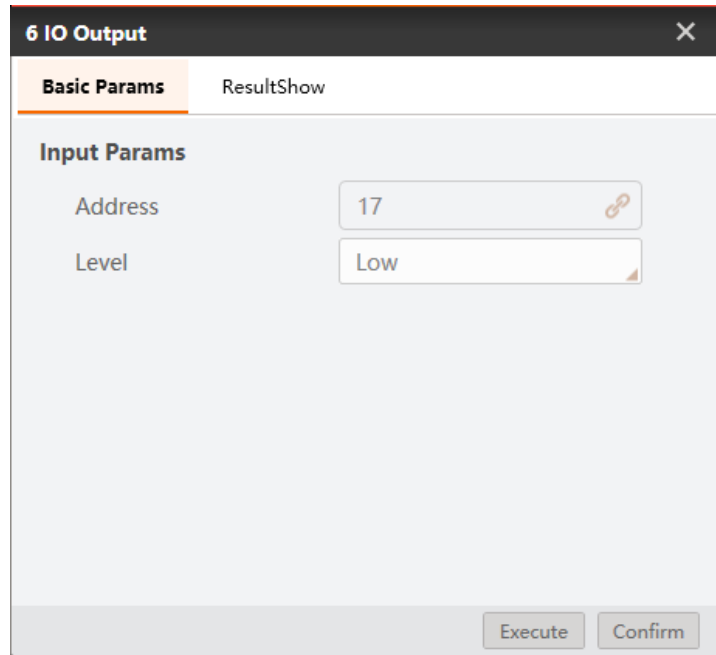 6 IO Output
Basic Params ResultShow
Input Params
Address 17
Level Low
Execute Confirm